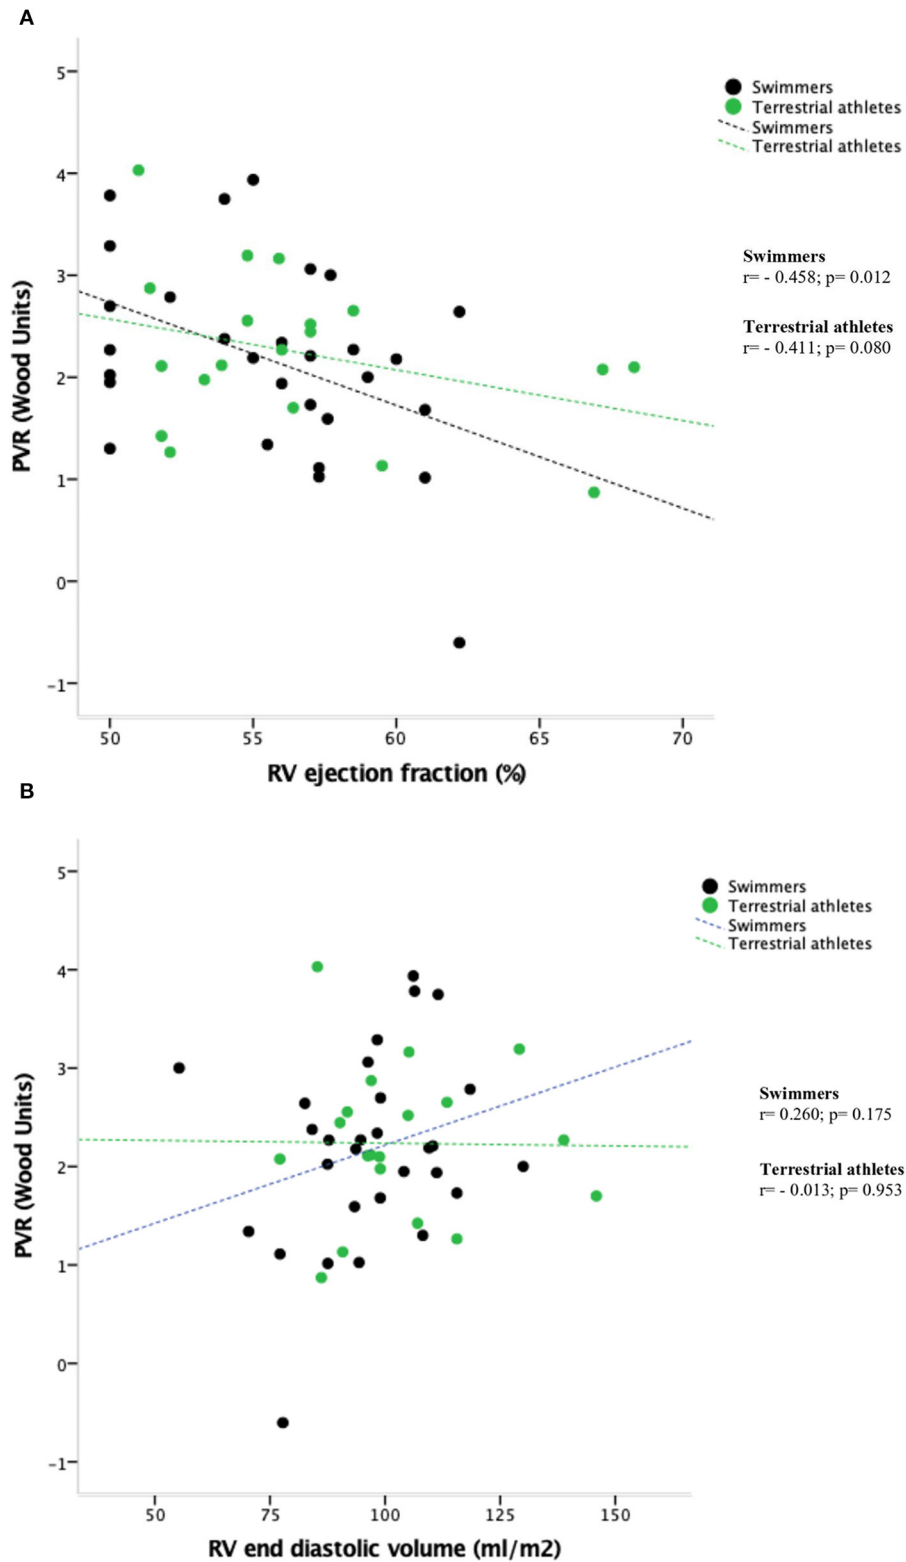 A
PVR (Wood Units)
5
4
3
2
1
0
-1
50 55 60 65 70
RV ejection fraction (%)
Swimmers
Terrestrial athletes
Swimmers
Terrestrial athletes
Swimmers
r= - 0.458; p= 0.012
Terrestrial athletes
r= - 0.411; p= 0.080
B
PVR (Wood Units)
5
4
3
2
1
0
-1
50 75 100 125 150
RV end diastolic volume (ml/m2)
Swimmers
Terrestrial athletes
Swimmers
Terrestrial athletes
Swimmers
r= 0.260; p= 0.175
Terrestrial athletes
r= - 0.013; p= 0.953